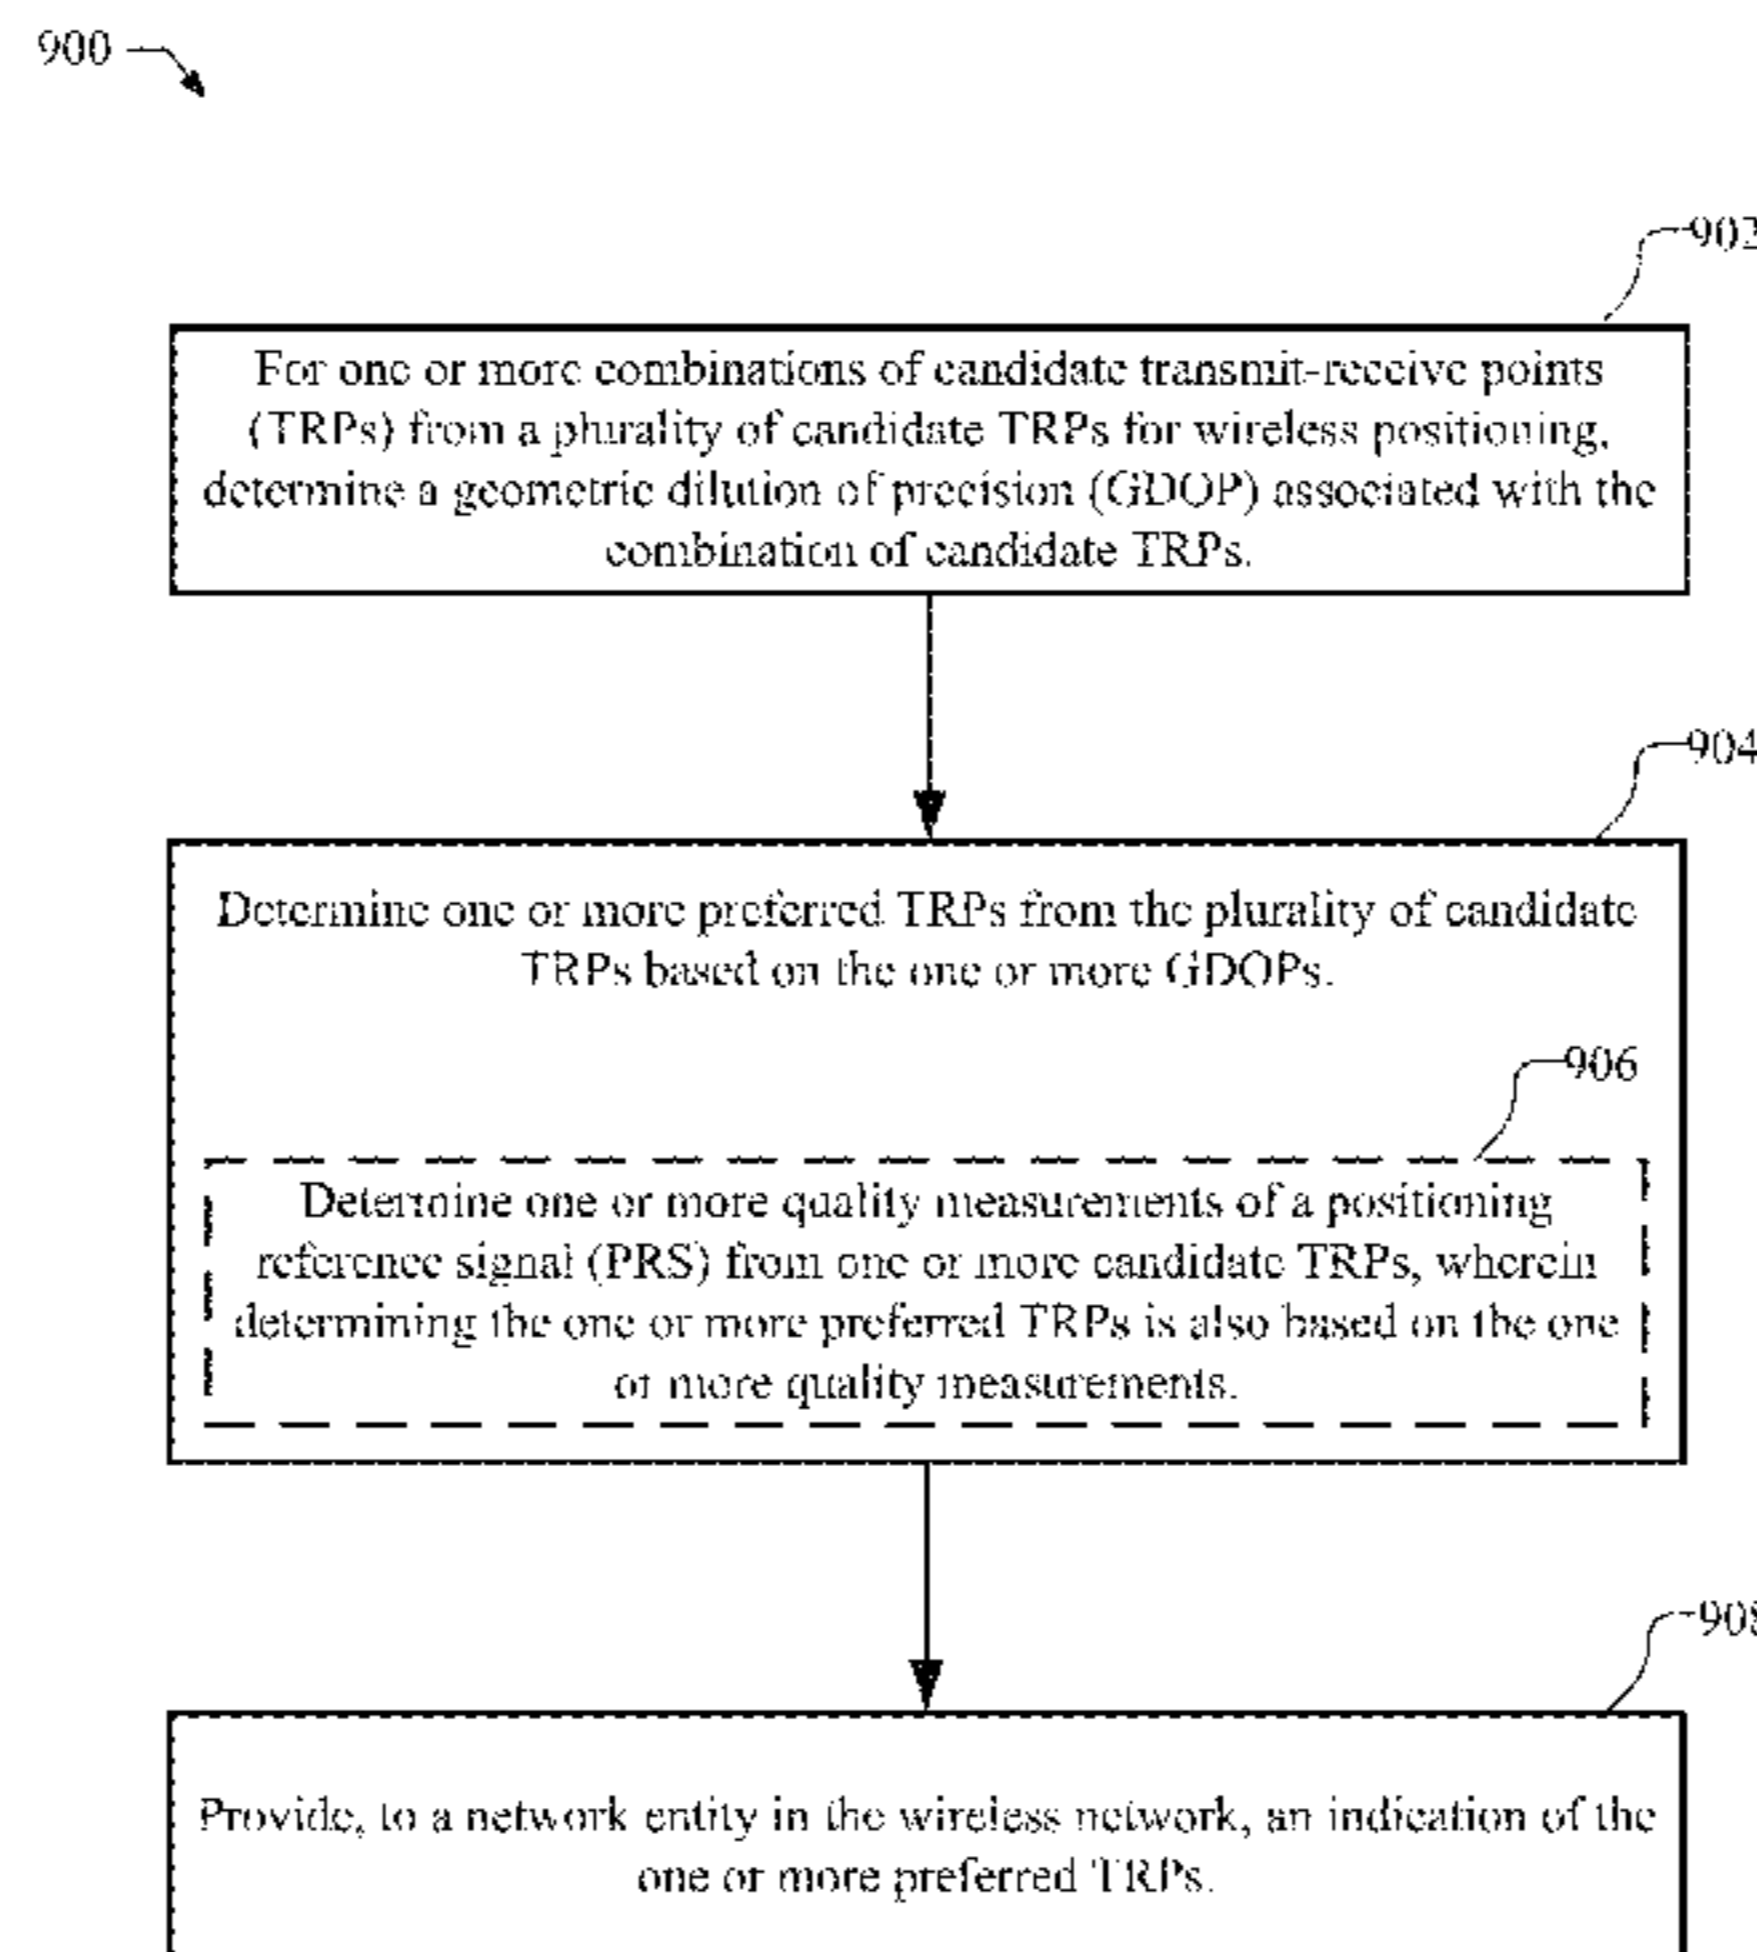 900
902
For one or more combinations of candidate transmit-receive points
(TRPs) from a plurality of candidate TRPs for wireless positioning,
determine a geometric dilution of precision (GDOP) associated with the
combination of candidate TRPs.
904
Determine one or more preferred TRPs from the plurality of candidate
TRPs based on the one or more GDOPs.
906
Determine one or more quality measurements of a positioning
reference signal (PRS) from one or more candidate TRPs, wherein
determining the one or more preferred TRPs is also based on the one
or more quality measurements.
908
Provide, to a network entity in the wireless network, an indication of the
one or more preferred TRPs.